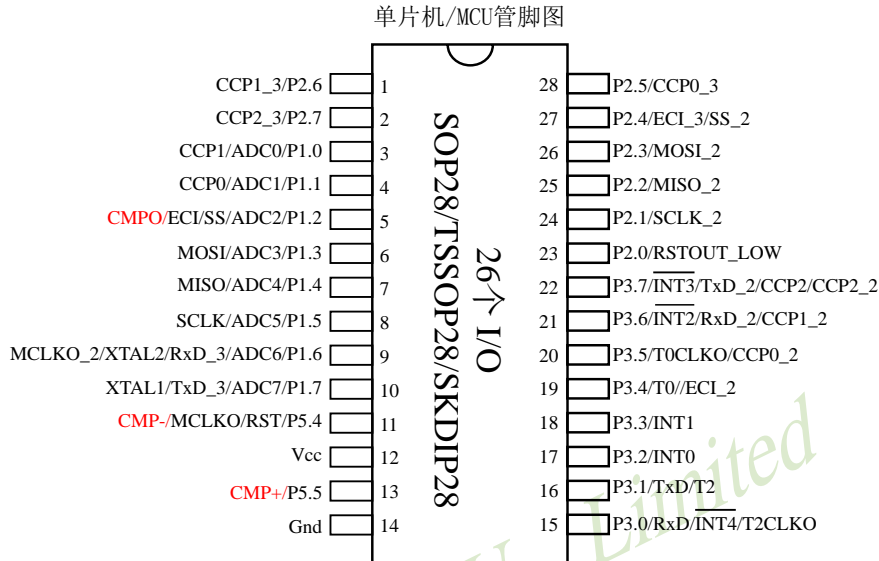 单片机/MCU管脚图
CCP1_3/P2.6 1
CCP2_3/P2.7 2
CCP1/ADC0/P1.0 3
CCP0/ADC1/P1.1 4
CMPO/ECI/SS/ADC2/P1.2 5
MOSI/ADC3/P1.3 6
MISO/ADC4/P1.4 7
SCLK/ADC5/P1.5 8
MCLKO_2/XTAL2/RxD_3/ADC6/P1.6 9
XTAL1/TxD_3/ADC7/P1.7 10
CMP-/MCLKO/RST/P5.4 11
Vcc 12
CMP+/P5.5 13
Gnd 14
SOP28/TSSOP28/SKDIP28
26个 I/O
28 P2.5/CCP0_3
27 P2.4/ECI_3/SS_2
26 P2.3/MOSI_2
25 P2.2/MISO_2
24 P2.1/SCLK_2
23 P2.0/RSTOUT_LOW
22 P3.7/INT3/TxD_2/CCP2/CCP2_2
21 P3.6/INT2/RxD_2/CCP1_2
20 P3.5/T0CLKO/CCP0_2
19 P3.4/T0//ECI_2
18 P3.3/INT1
17 P3.2/INT0
16 P3.1/TxD/T2
15 P3.0/RxD/INT4/T2CLKO
Limited